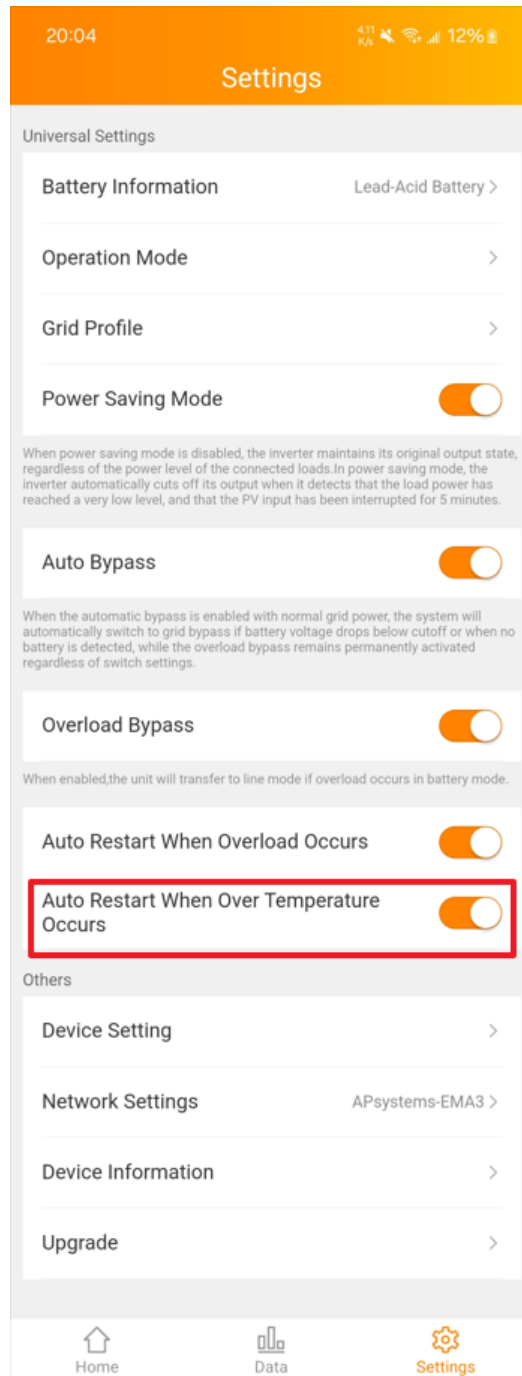 20:04
4.11 K/s 12%
Settings
Universal Settings
Battery Information
Lead-Acid Battery
Operation Mode
Grid Profile
Power Saving Mode
When power saving mode is disabled, the inverter maintains its original output state,
regardless of the power level of the connected loads.In power saving mode, the
inverter automatically cuts off its output when it detects that the load power has
reached a very low level, and that the PV input has been interrupted for 5 minutes.
Auto Bypass
When the automatic bypass is enabled with normal grid power, the system will
automatically switch to grid bypass if battery voltage drops below cutoff or when no
battery is detected, while the overload bypass remains permanently activated
regardless of switch settings.
Overload Bypass
When enabled,the unit will transfer to line mode if overload occurs in battery mode.
Auto Restart When Overload Occurs
Auto Restart When Over Temperature
Occurs
Others
Device Setting
Network Settings
APsystems-EMA3
Device Information
Upgrade
Home
Data
Settings